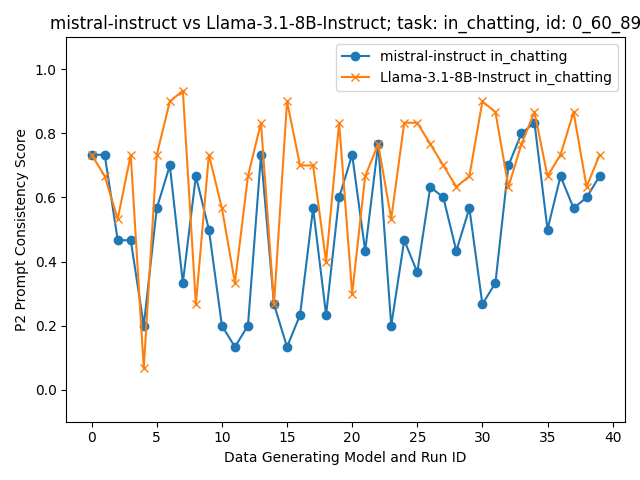 mistral-instruct vs Llama-3.1-8B-Instruct; task: in_chatting, id: 0_60_89
mistral-instruct in_chatting
Llama-3.1-8B-Instruct in_chatting
P2 Prompt Consistency Score
1.0
0.8
0.6
0.4
0.2
0.0
0 5 10 15 20 25 30 35 40
Data Generating Model and Run ID